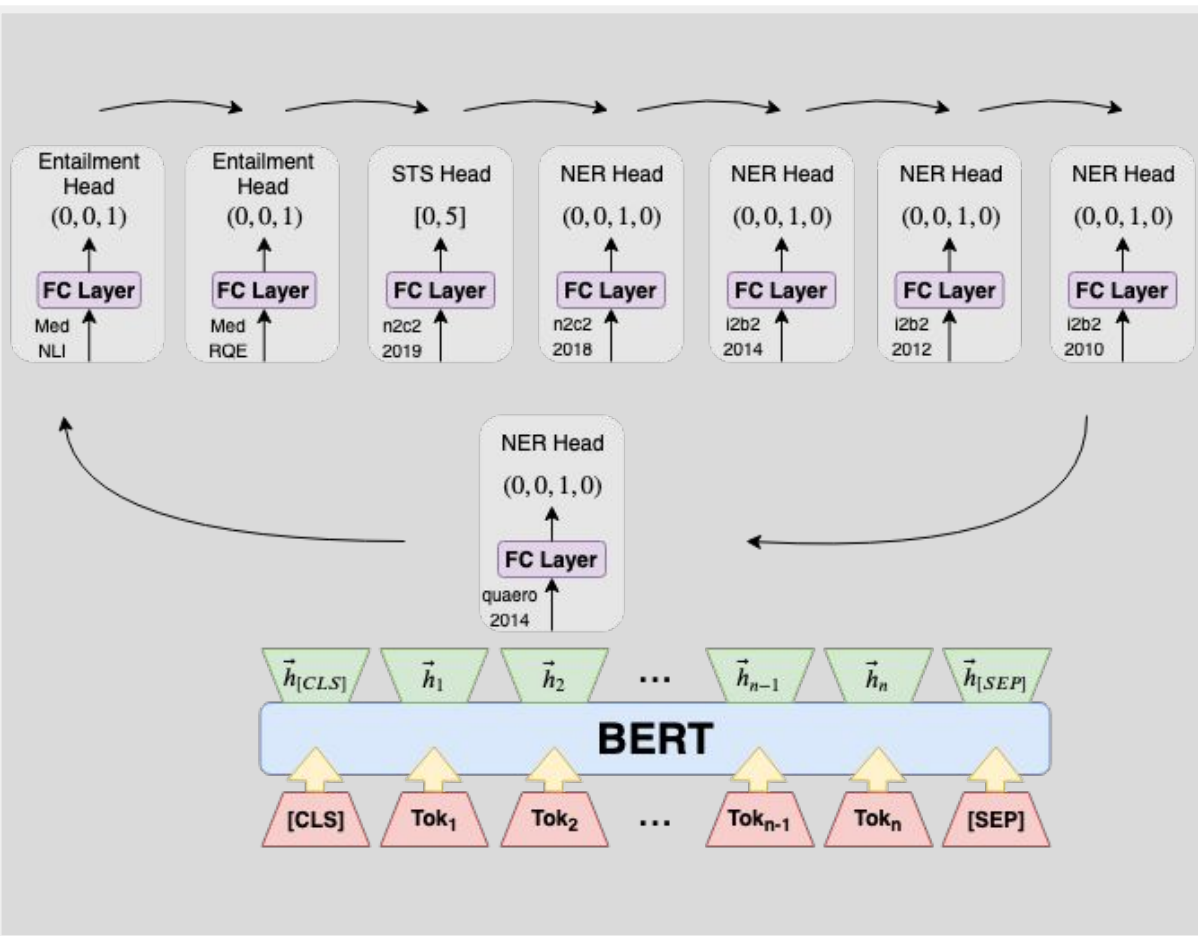 Entailment
Head
(0, 0, 1)
FC Layer
Med
NLI
Entailment
Head
(0, 0, 1)
FC Layer
Med
RQE
STS Head
[0, 5]
FC Layer
n2c2
2019
NER Head
(0, 0, 1, 0)
FC Layer
n2c2
2018
NER Head
(0, 0, 1, 0)
FC Layer
i2b2
2014
NER Head
(0, 0, 1, 0)
FC Layer
i2b2
2012
NER Head
(0, 0, 1, 0)
FC Layer
i2b2
2010
NER Head
(0, 0, 1, 0)
FC Layer
quaero
2014
h⃗[CLS] h⃗1 h⃗2 ... h⃗n-1 h⃗n h⃗[SEP]
BERT
[CLS] Tok1 Tok2 ... Tokn-1 Tokn [SEP]